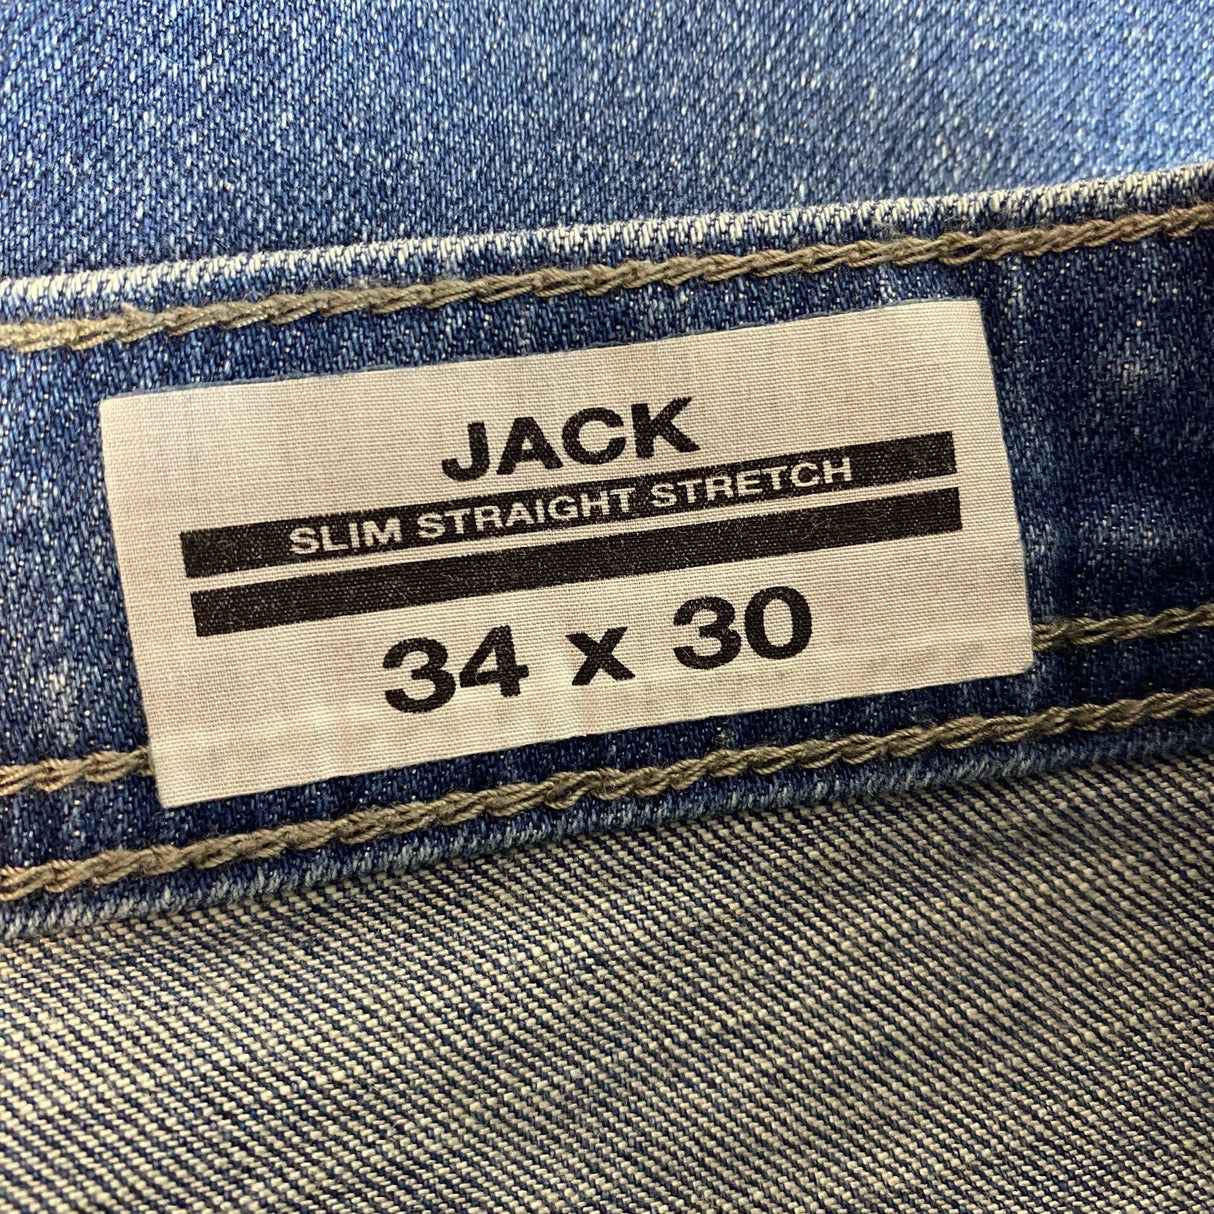 JACK
SLIM STRAIGHT STRETCH
34 x 30